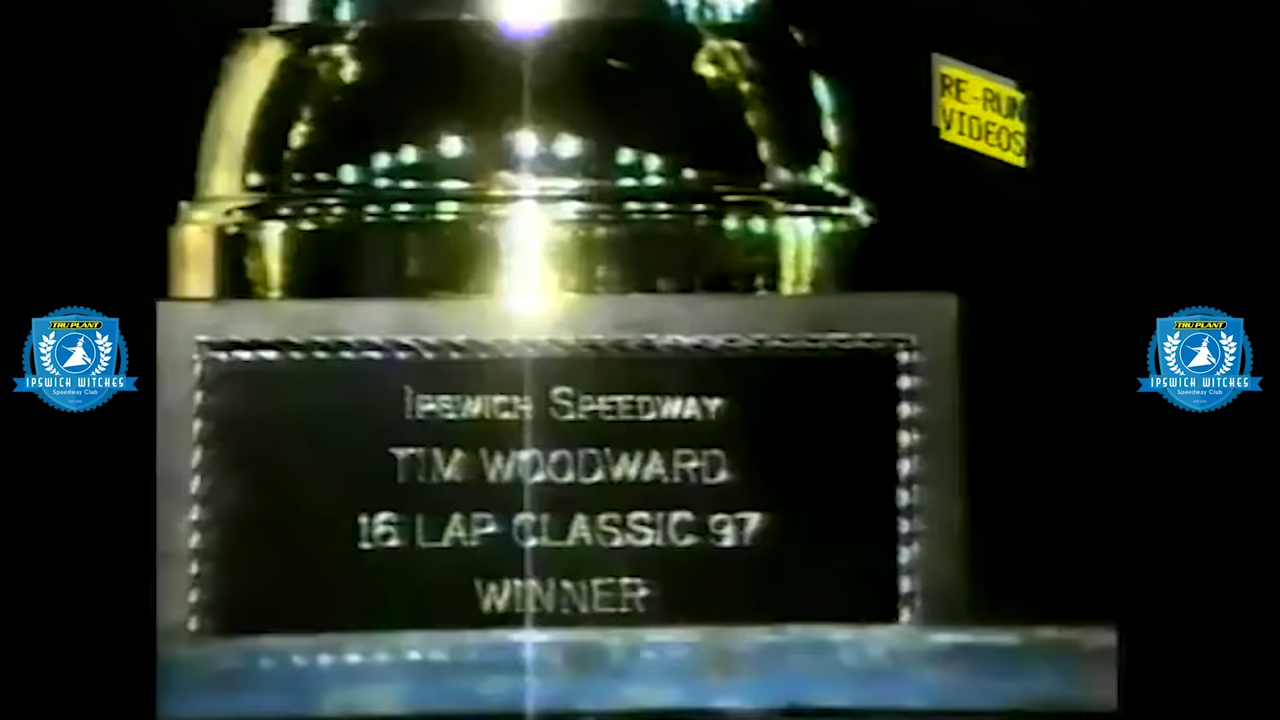 RE-RUN
VIDEOS
TRU PLANT
IPSWICH WITCHES
Speedway Club
TRU PLANT
IPSWICH WITCHES
Speedway Club
IPSWICH SPEEDWAY
TIM WOODWARD
16 LAP CLASSIC 97
WINNER